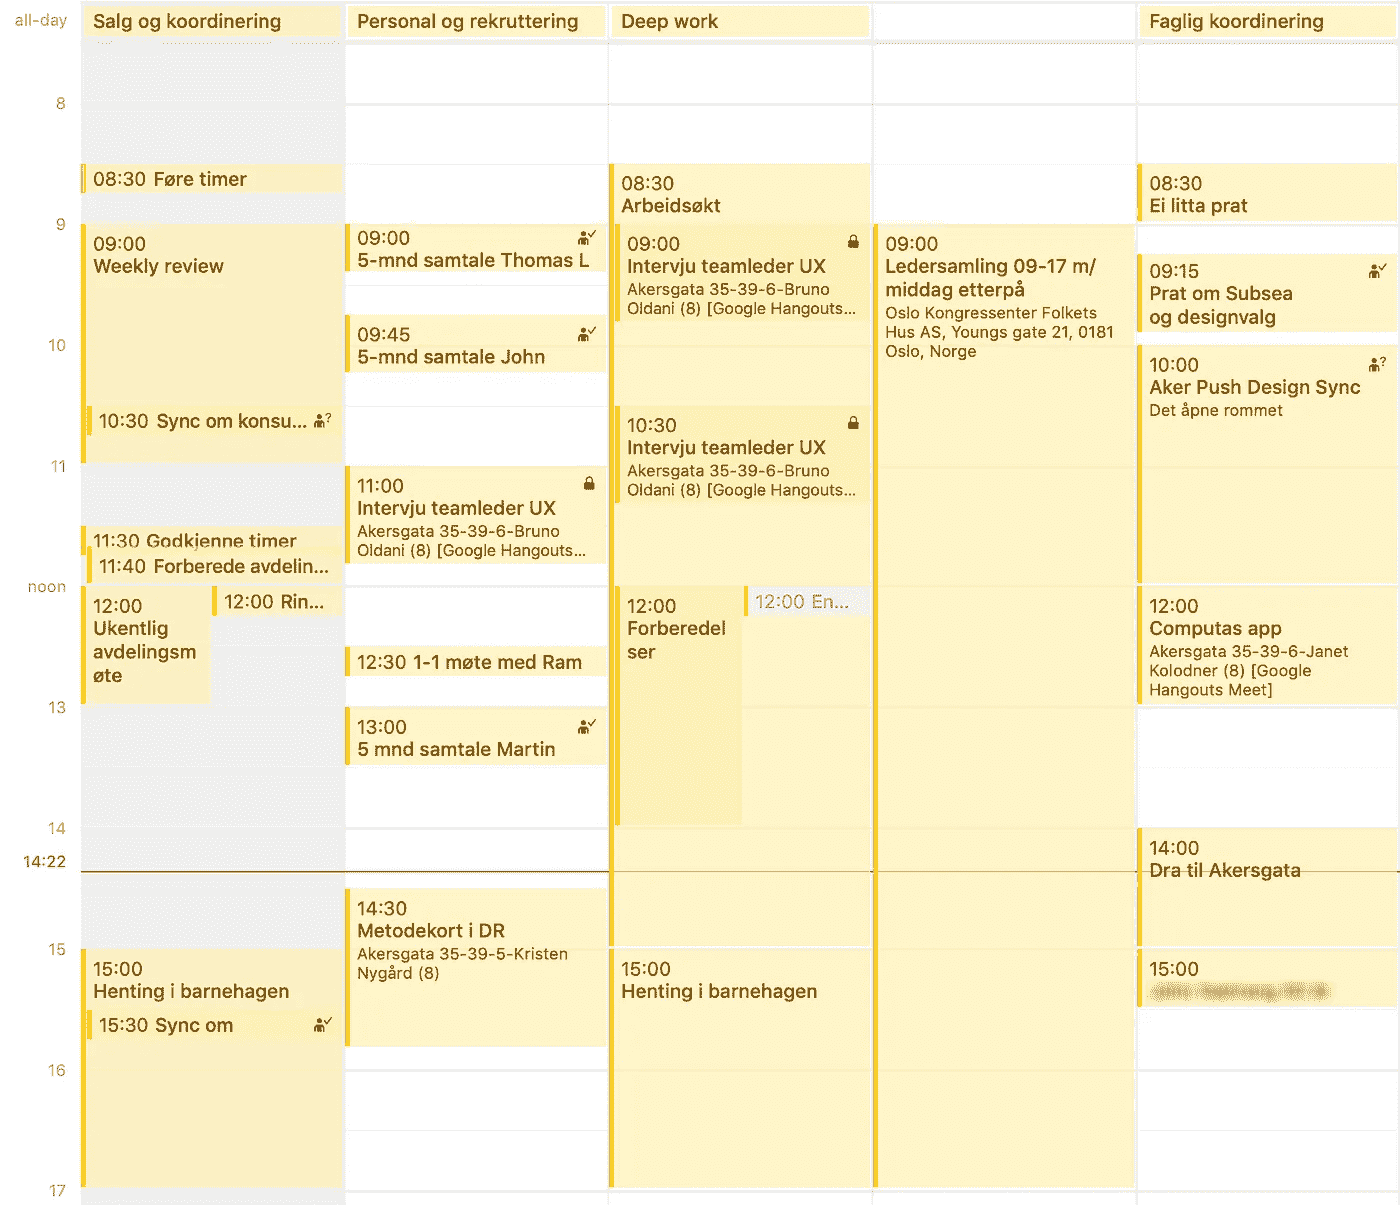 all-day
Salg og koordinering
Personal og rekruttering
Deep work
Faglig koordinering
8
9
10
11
noon
13
14
14:22
15
16
17
08:30 Føre timer
09:00
Weekly review
10:30 Sync om konsu...
11:30 Godkjenne timer
11:40 Forberede avdelin...
12:00
Ukentlig
avdelingsm
øte
12:00 Rin...
15:00
Henting i barnehagen
15:30 Sync om
09:00
5-mnd samtale Thomas L
09:45
5-mnd samtale John
11:00
Intervju teamleder UX
Akersgata 35-39-6-Bruno
Oldani (8) [Google Hangouts...
12:30 1-1 møte med Ram
13:00
5 mnd samtale Martin
14:30
Metodekort i DR
Akersgata 35-39-5-Kristen
Nygård (8)
08:30
Arbeidsøkt
09:00
Intervju teamleder UX
Akersgata 35-39-6-Bruno
Oldani (8) [Google Hangouts...
10:30
Intervju teamleder UX
Akersgata 35-39-6-Bruno
Oldani (8) [Google Hangouts...
12:00
Forberedel
ser
12:00 En...
15:00
Henting i barnehagen
09:00
Ledersamling 09-17 m/
middag etterpå
Oslo Kongressenter Folkets
Hus AS, Youngs gate 21, 0181
Oslo, Norge
08:30
Ei litta prat
09:15
Prat om Subsea
og designvalg
10:00
Aker Push Design Sync
Det åpne rommet
12:00
Computas app
Akersgata 35-39-6-Janet
Kolodner (8) [Google
Hangouts Meet]
14:00
Dra til Akersgata
15:00